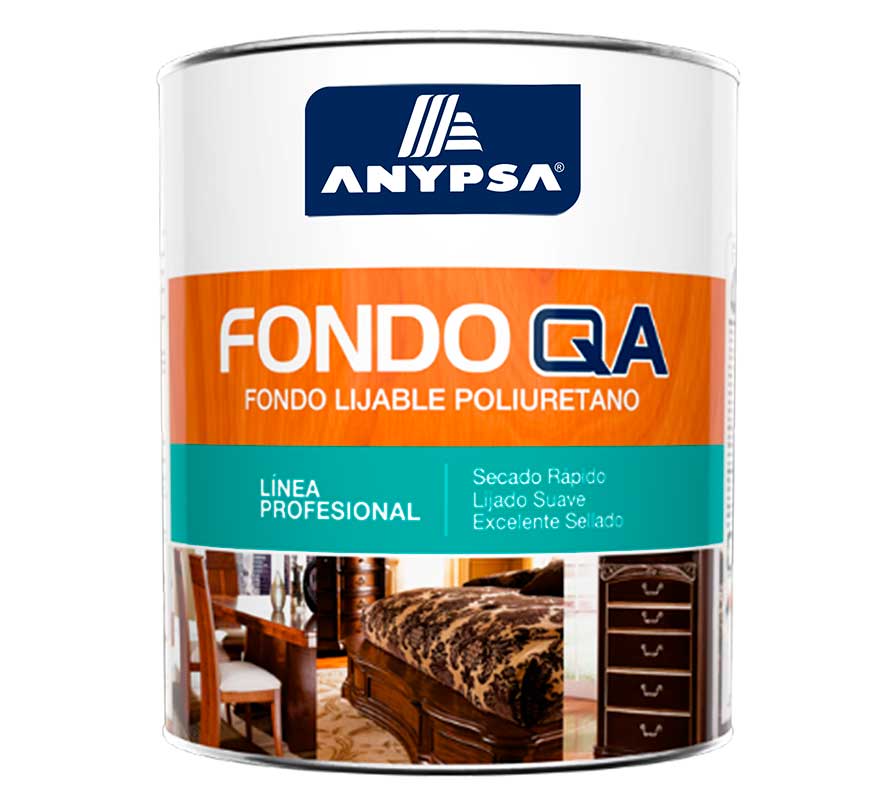 ANYPSA®
FONDO QA
FONDO LIJABLE POLIURETANO
LÍNEA
PROFESIONAL
Secado Rápido
Lijado Suave
Excelente Sellado